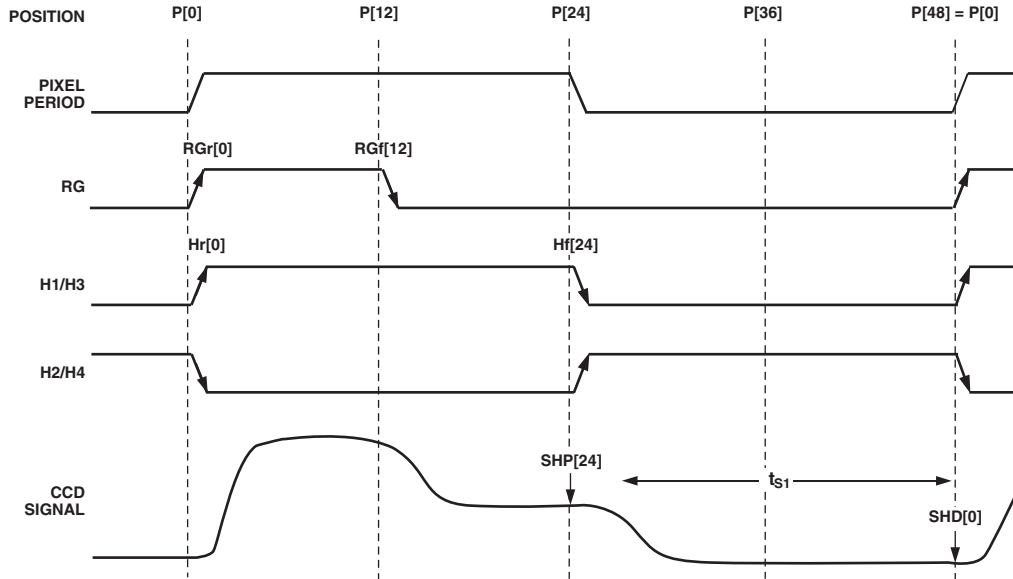 POSITION P[0] P[12] P[24] P[36] P[48] = P[0]
PIXEL
PERIOD
RGr[0] RGf[12]
RG
Hr[0] Hf[24]
H1/H3
H2/H4
SHP[24]
tS1
CCD
SIGNAL
SHD[0]